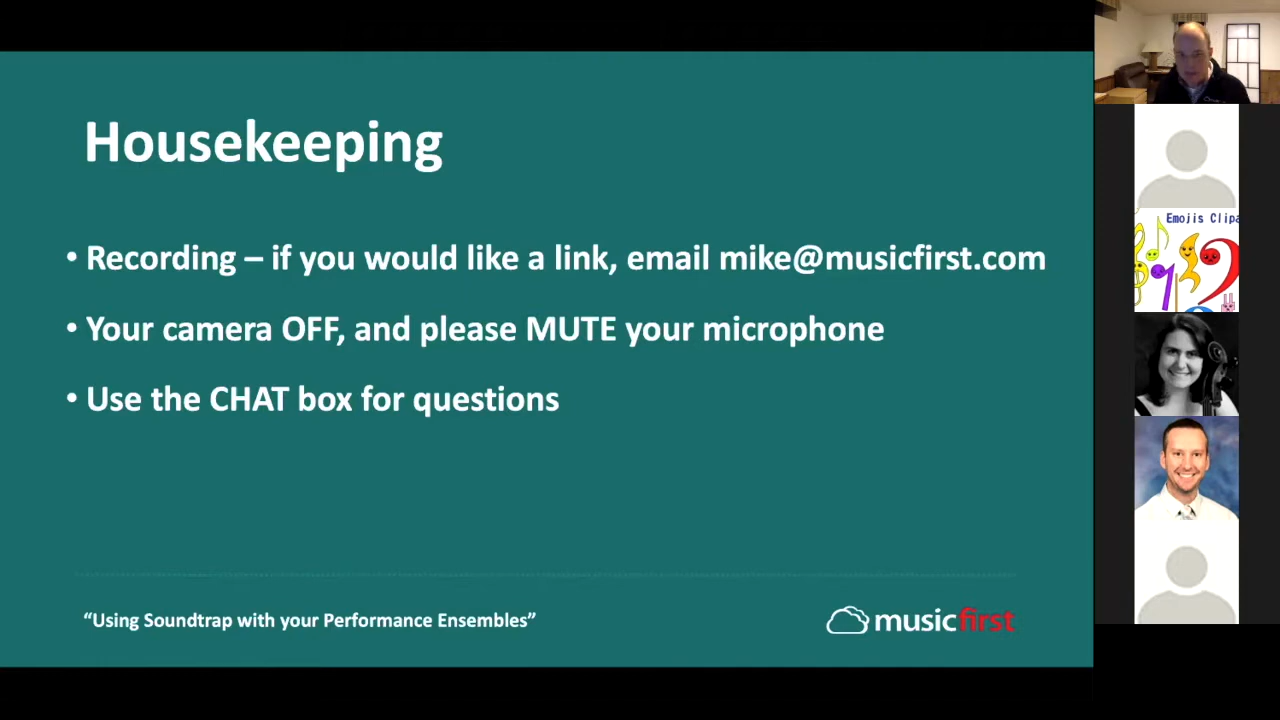 Housekeeping
• Recording – if you would like a link, email mike@musicfirst.com
• Your camera OFF, and please MUTE your microphone
• Use the CHAT box for questions
“Using Soundtrap with your Performance Ensembles”
musicfirst
Emojis Clipa